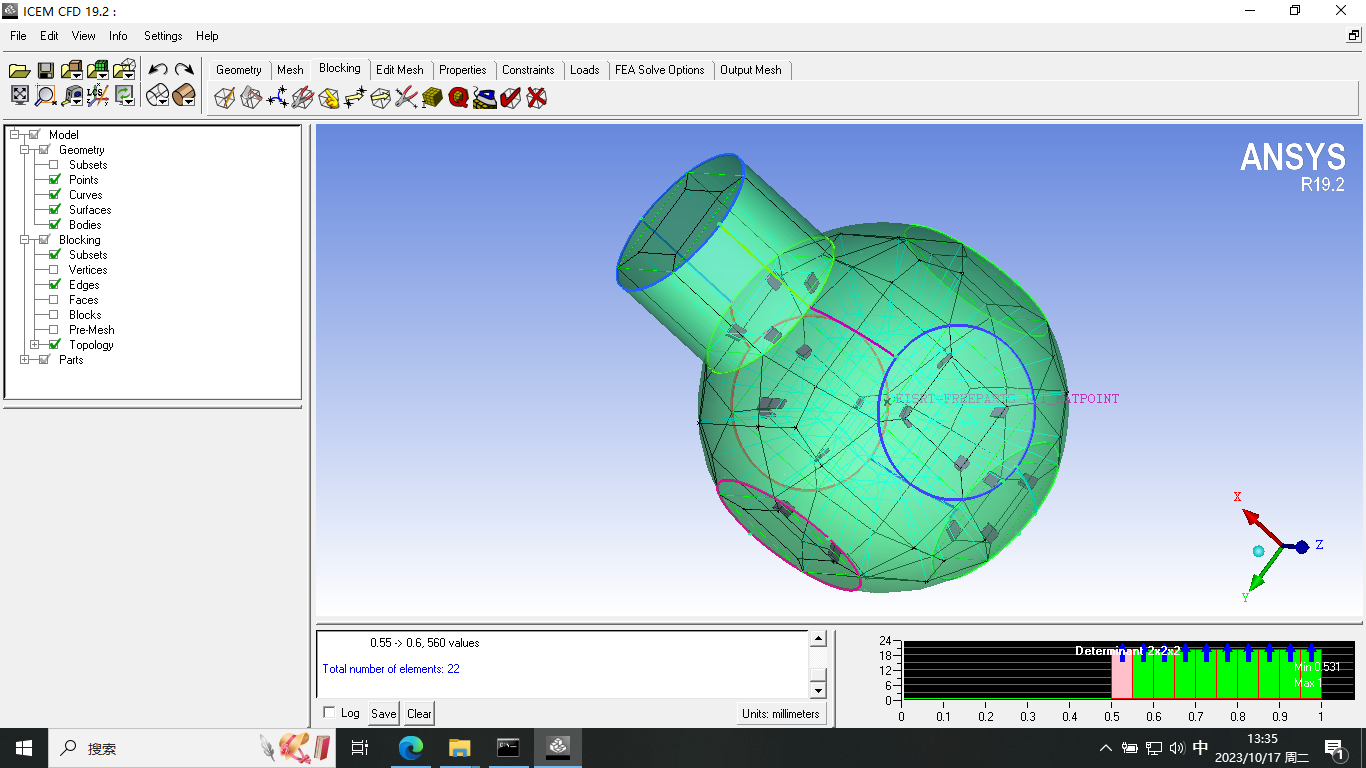 ICEM CFD 19.2 :
File Edit View Info Settings Help
Geometry Mesh Blocking Edit Mesh Properties Constraints Loads FEA Solve Options Output Mesh
Model
Geometry
Subsets
Points
Curves
Surfaces
Bodies
Blocking
Subsets
Vertices
Edges
Faces
Blocks
Pre-Mesh
Topology
Parts
ANSYS
R19.2
X
Y
Z
0.55 -> 0.6, 560 values
Total number of elements: 22
Log Save Clear
Units: millimeters
Determinant 2x2x2
Min 0.531
Max 1
24
18
12
6
0
0 0.1 0.2 0.3 0.4 0.5 0.6 0.7 0.8 0.9 1
搜索
中
13:35
2023/10/17 周二
1